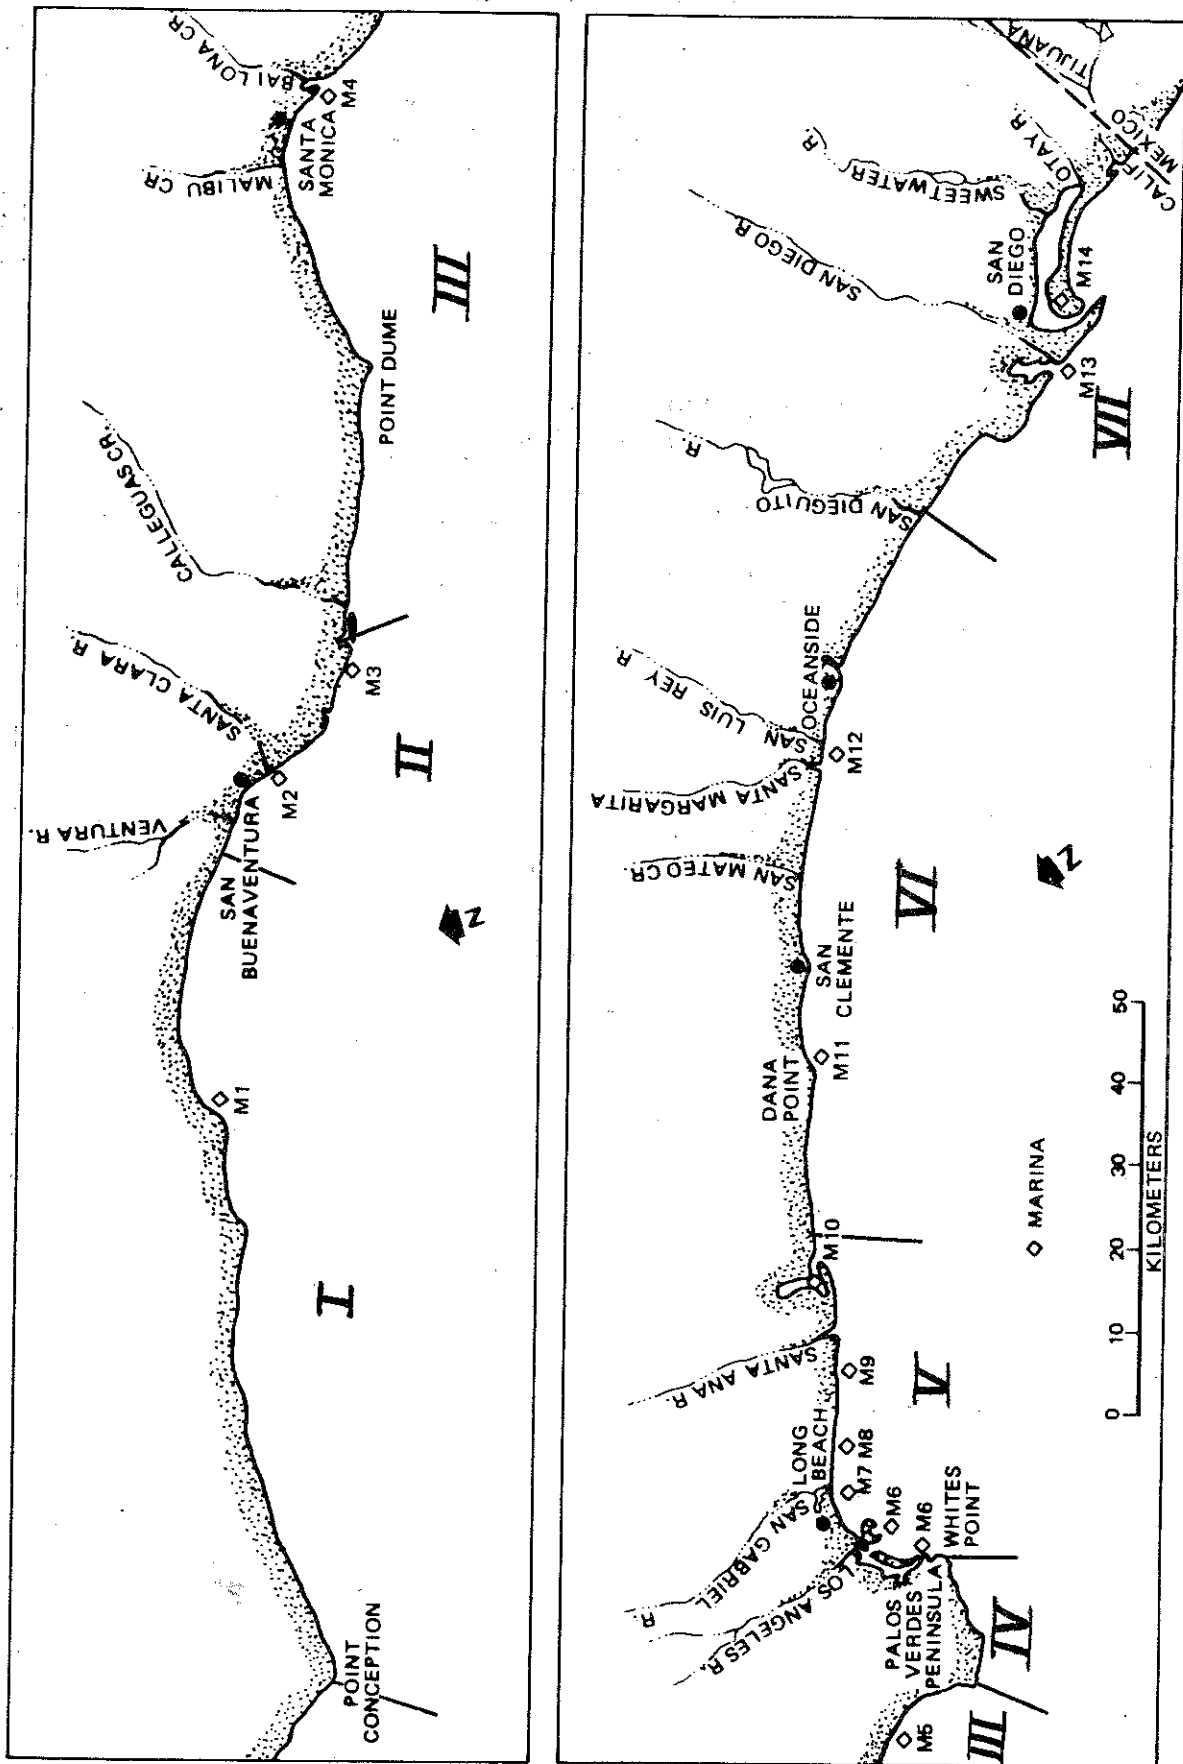 POINT
CONCEPTION
I
M1
VENTURA R.
SAN
BUENAVENTURA
M2
SANTA CLARA R.
II
M3
CALLEGUAS CR.
POINT DUME
III
MALIBU CR
SANTA
MONICA
BALLONA CR
M4
N
III
M5
IV
PALOS
VERDES
PENINSULA
WHITES
POINT
LOS ANGELES R.
SAN GABRIEL R.
M6
M6
LONG
BEACH
M7
M8
M9
V
SANTA ANA R.
M10
DANA
POINT
M11
SAN
CLEMENTE
VI
SAN MATEO CR.
SANTA MARGARITA
SAN LUIS REY R
M12
OCEANSIDE
SAN DIEGUITO R
VII
M13
SAN DIEGO R.
SAN
DIEGO
M14
SWEETWATER R
OTAY R.
TIJUANA
CALIF
MEXICO
N
MARINA
0 10 20 30 40 50
KILOMETERS